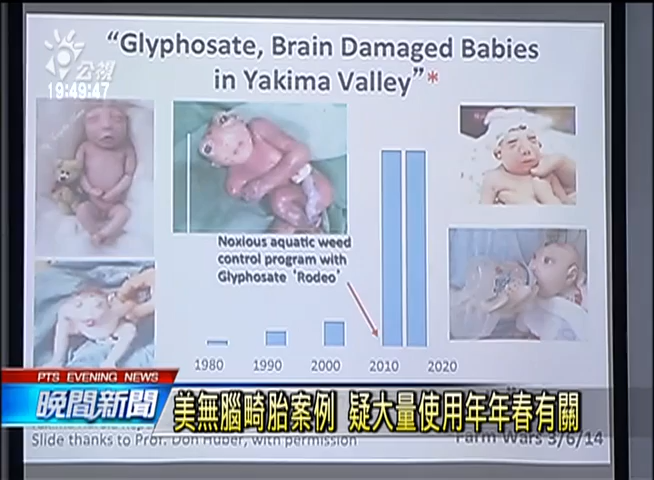 公視
19:49:47
“Glyphosate, Brain Damaged Babies
in Yakima Valley”*
Noxious aquatic weed
control program with
Glyphosate ‘Rodeo’
1980 1990 2000 2010 2020
PTS EVENING NEWS
晚間新聞
美無腦畸胎案例 疑大量使用年年春有關
Slide thanks to Prof. Don Huber, with permission
Farm Wars 3/6/14